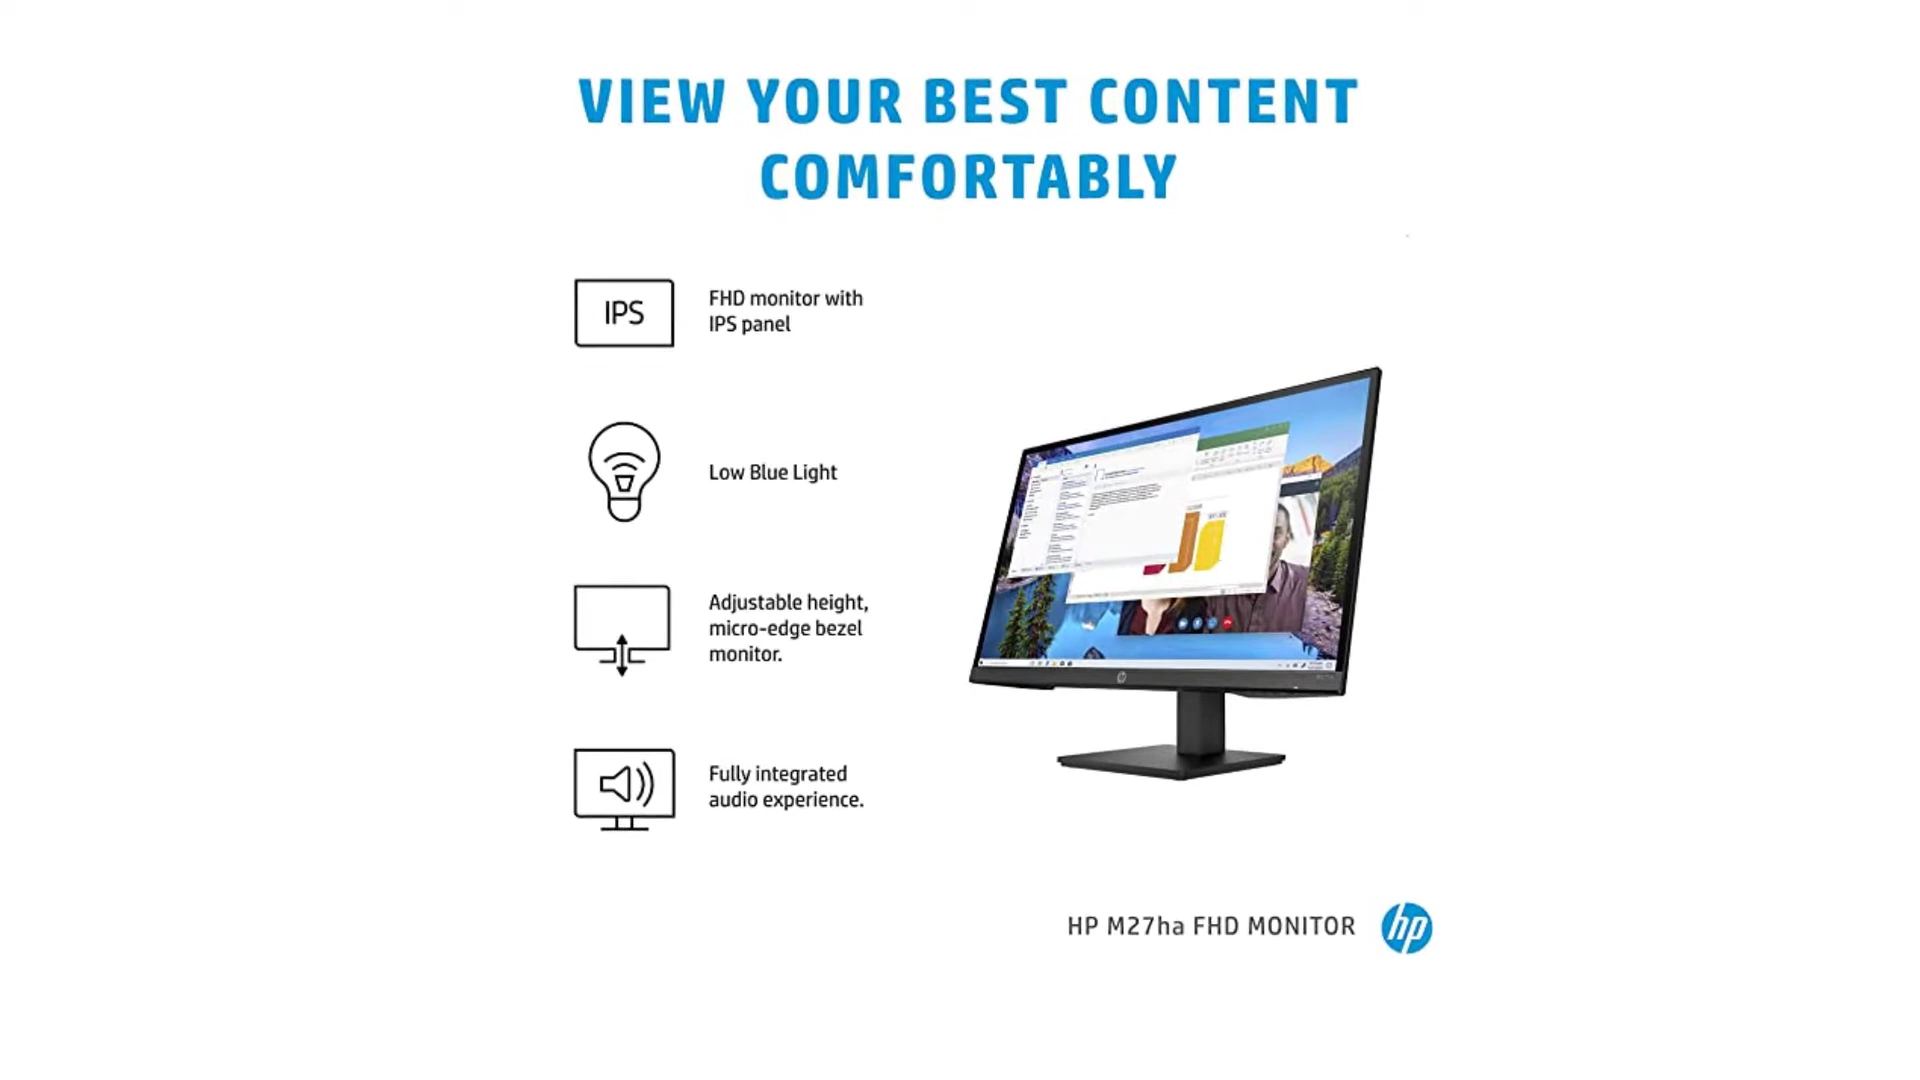 VIEW YOUR BEST CONTENT
COMFORTABLY
IPS
FHD monitor with
IPS panel
Low Blue Light
Adjustable height,
micro-edge bezel
monitor.
Fully integrated
audio experience.
hp
HP M27ha FHD MONITOR
hp